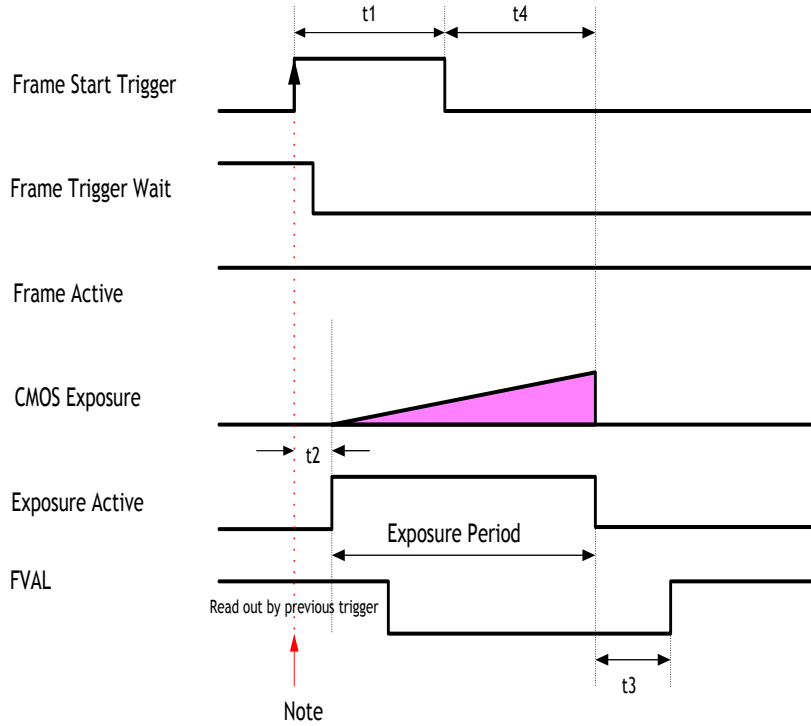 t1
t4
Frame Start Trigger
Frame Trigger Wait
Frame Active
CMOS Exposure
t2
Exposure Active
Exposure Period
FVAL
Read out by previous trigger
t3
Note